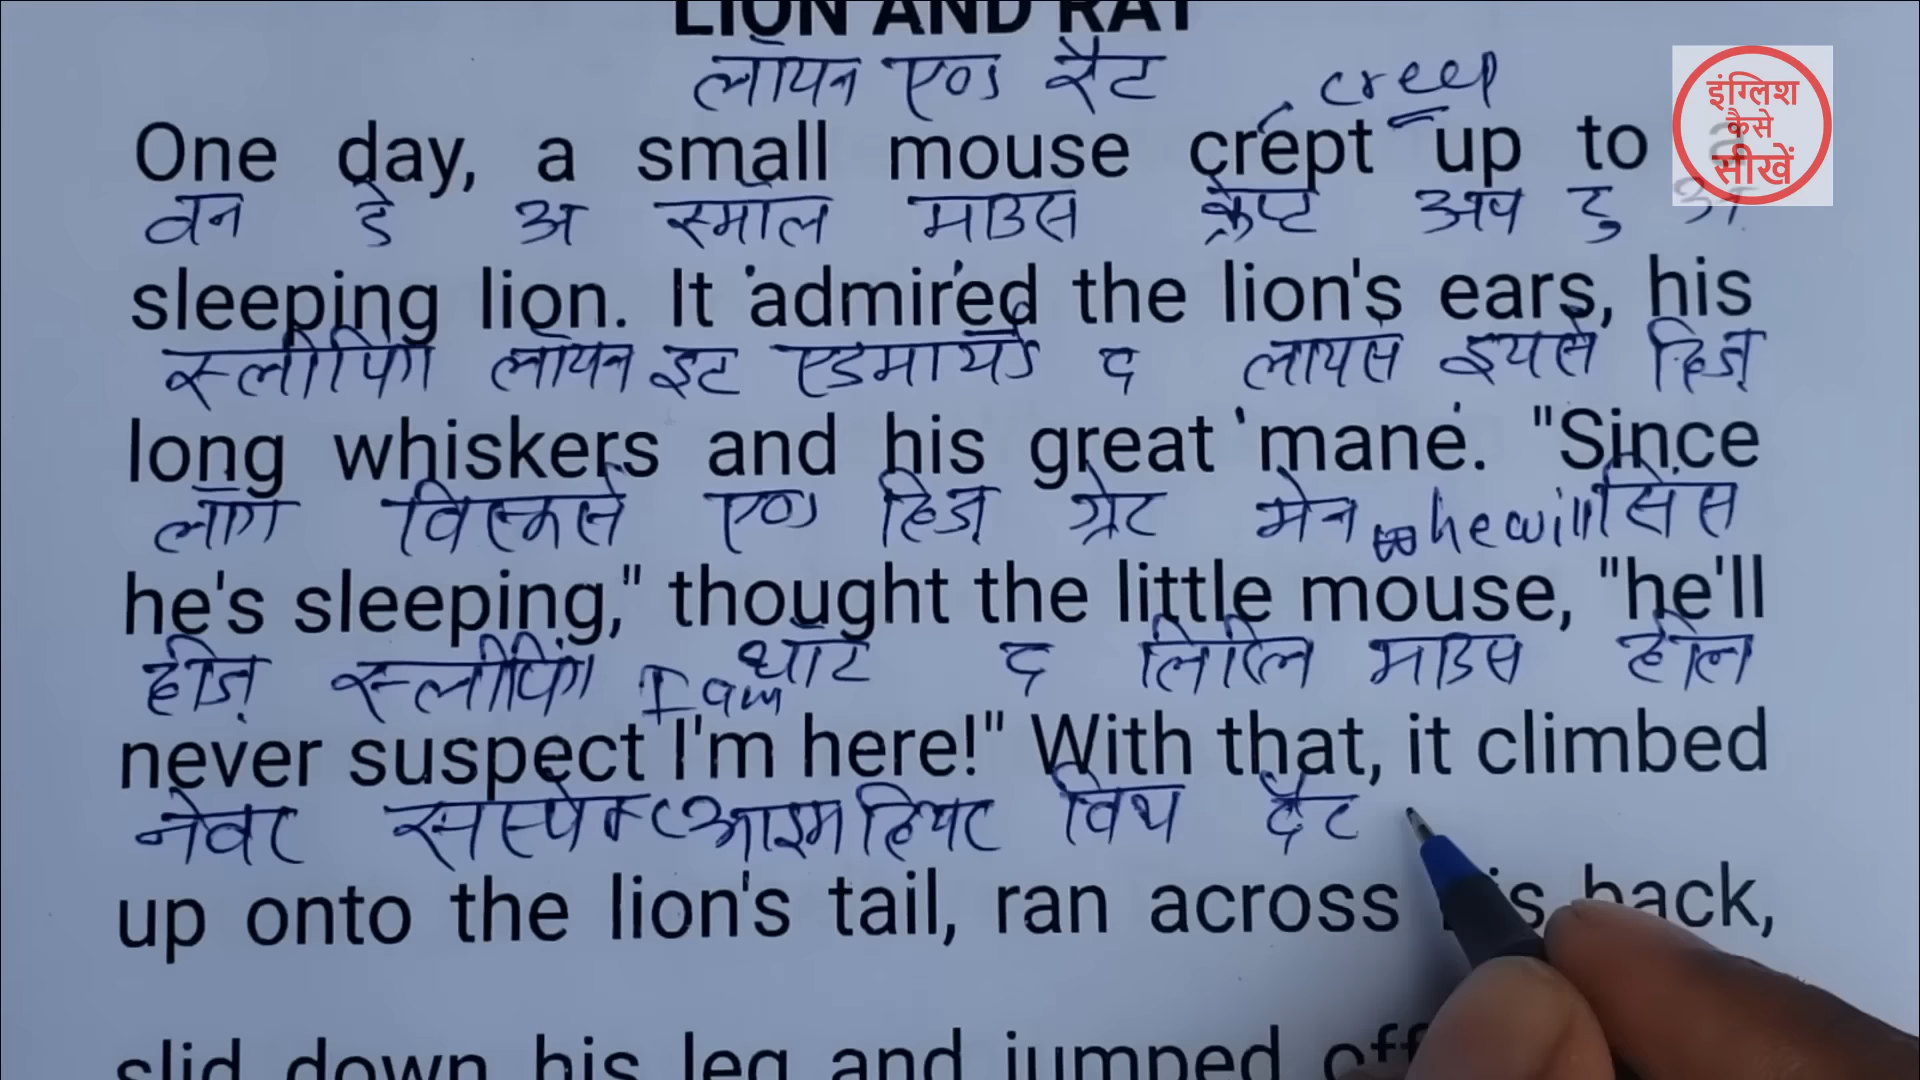 LION AND RAT
लॉयन एण्ड रैट creep
इंग्लिश
कैसे
सीखें
One day, a small mouse crept up to a
वन डे अ स्मॉल माउस क्रेप्ट अप टु अ
sleeping lion. It admired the lion's ears, his
स्लीपिंग लॉयन इट एडमायर्ड द लायंस इयर्स हिज़
long whiskers and his great mane. "Since
लॉंग विस्कर्स एण्ड हिज़ ग्रेट मेन he will सिंस
he's sleeping," thought the little mouse, "he'll
हीज़ स्लीपिंग I am थॉट द लिटिल माउस हील
never suspect I'm here!" With that, it climbed
नेवर सस्पेक्ट आइम हियर विथ दैट
up onto the lion's tail, ran across his back,
slid down his leg and jumped off